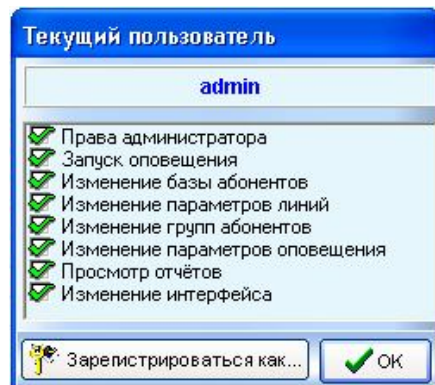 Текущий пользователь
admin
Права администратора
Запуск оповещения
Изменение базы абонентов
Изменение параметров линий
Изменение групп абонентов
Изменение параметров оповещения
Просмотр отчётов
Изменение интерфейса
Зарегистрироваться как... OK